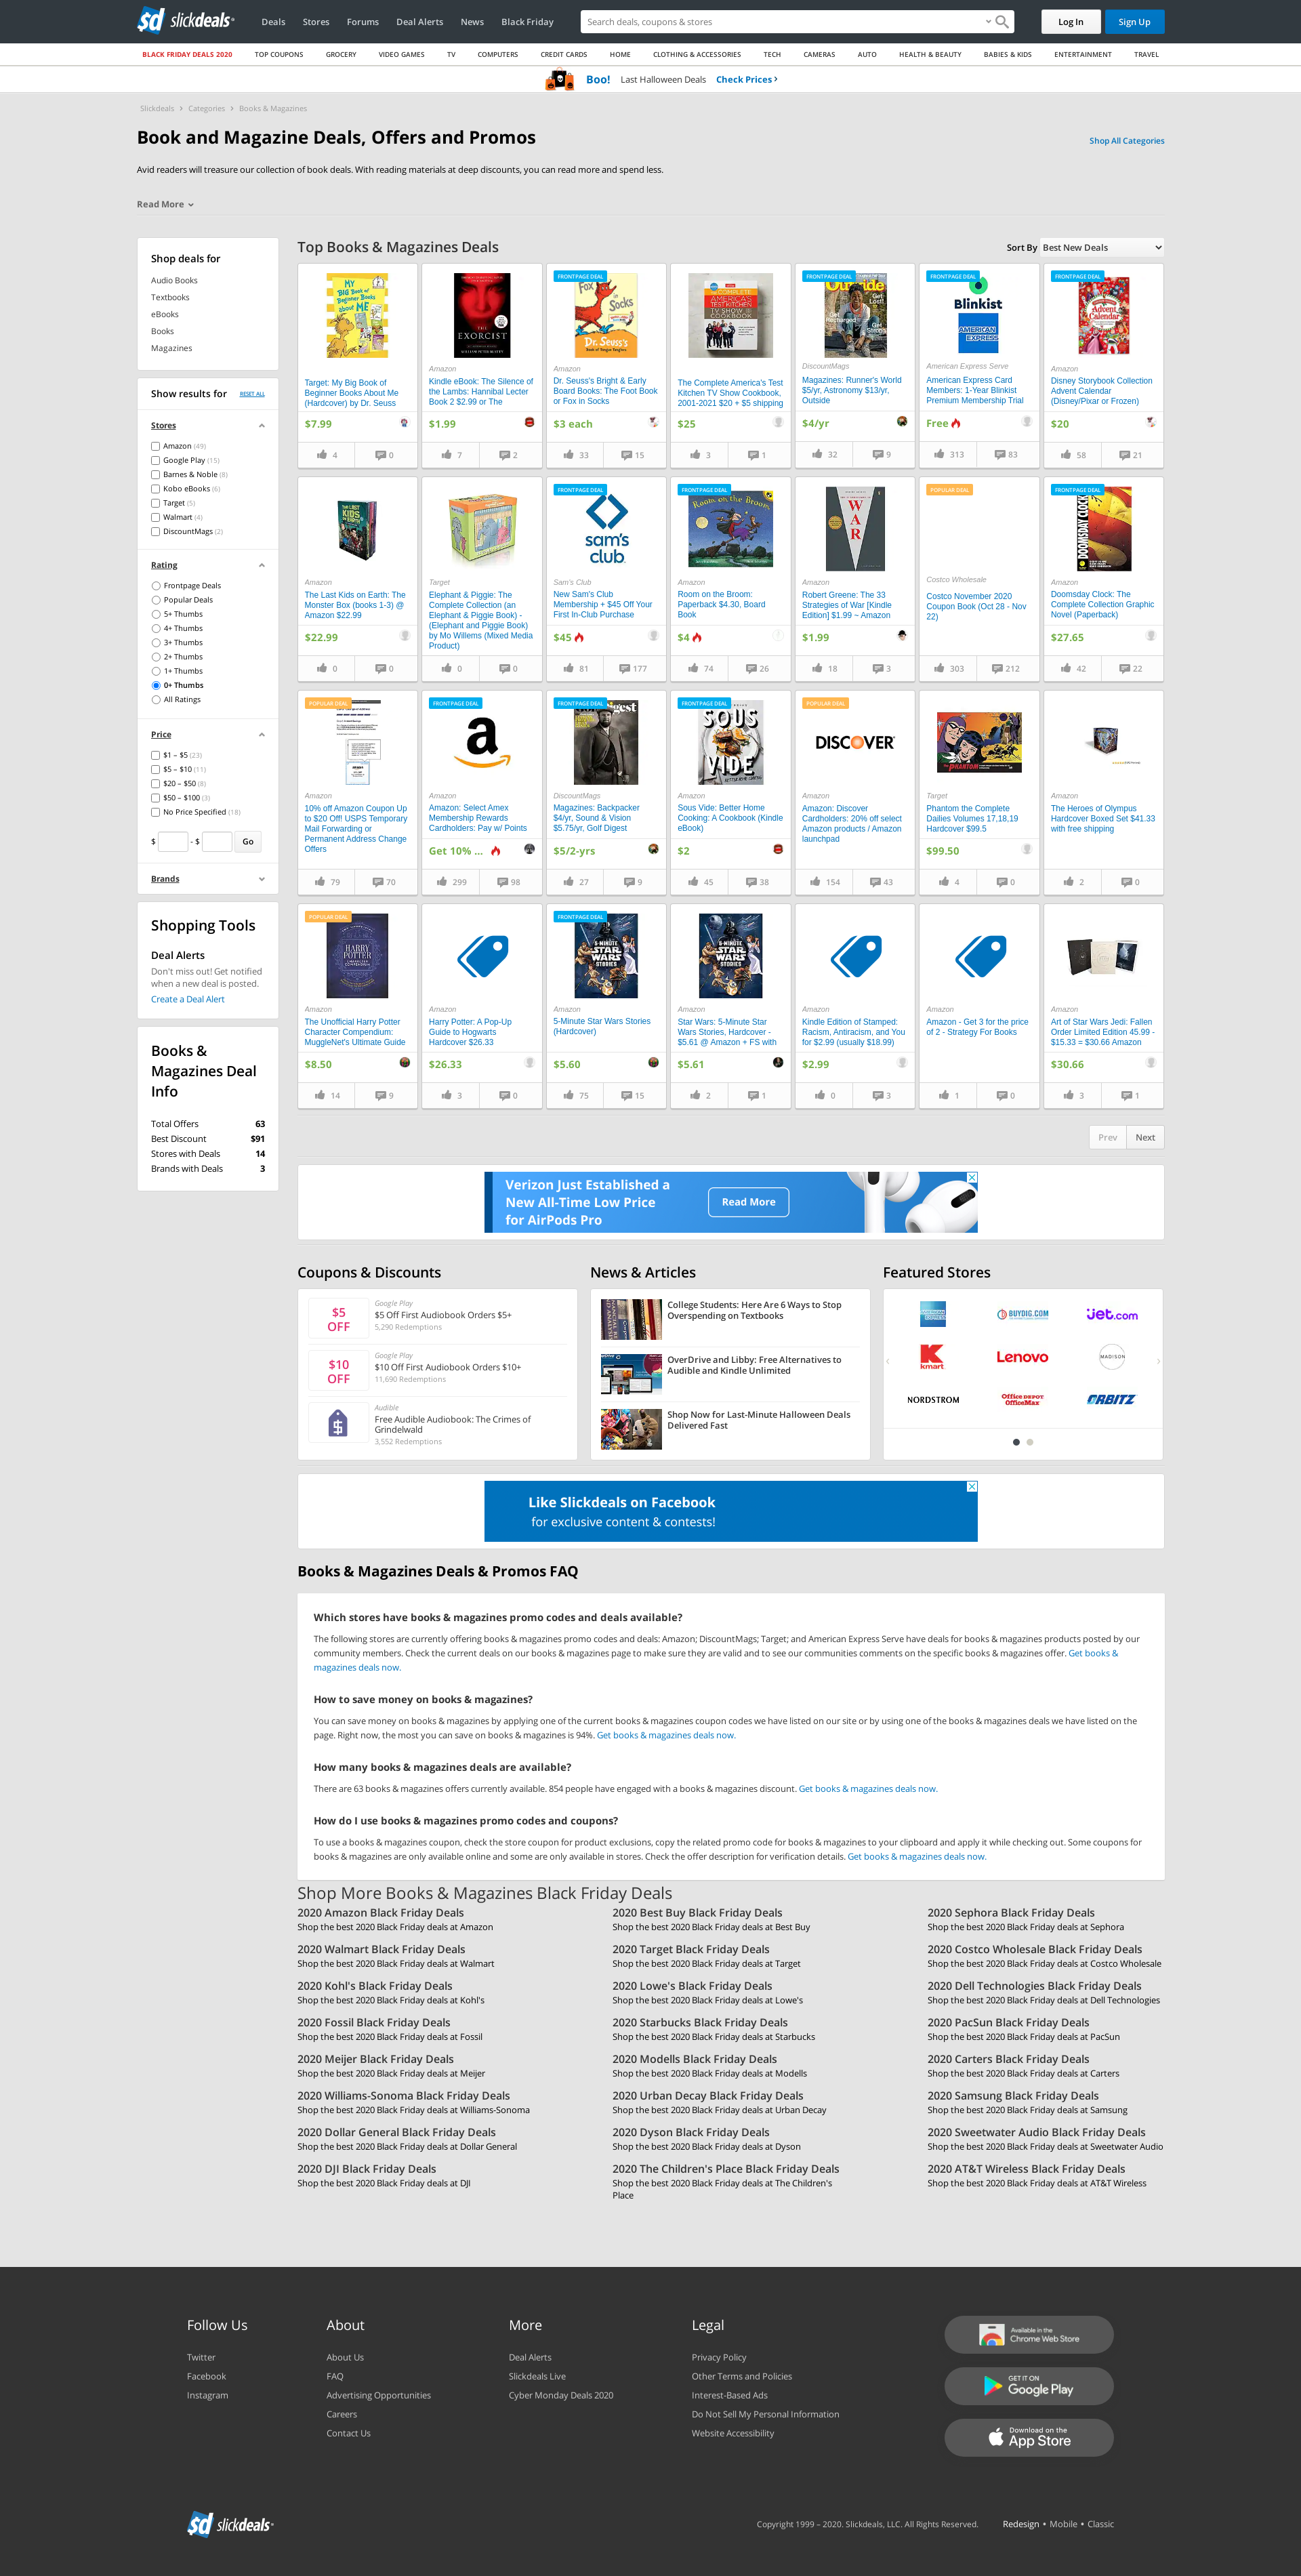 slickdeals
Deals Stores Forums Deal Alerts News Black Friday
Search deals, coupons & stores
Log In Sign Up
BLACK FRIDAY DEALS 2020 TOP COUPONS GROCERY VIDEO GAMES TV COMPUTERS CREDIT CARDS HOME CLOTHING & ACCESSORIES TECH CAMERAS AUTO HEALTH & BEAUTY BABIES & KIDS ENTERTAINMENT TRAVEL
Boo! Last Halloween Deals Check Prices
Slickdeals > Categories > Books & Magazines
Book and Magazine Deals, Offers and Promos
Shop All Categories
Avid readers will treasure our collection of book deals. With reading materials at deep discounts, you can read more and spend less.
Read More
Shop deals for
Audio Books
Textbooks
eBooks
Books
Magazines
Show results for RESET ALL
Stores
Amazon (49)
Google Play (15)
Barnes & Noble (8)
Kobo eBooks (6)
Target (5)
Walmart (4)
DiscountMags (2)
Rating
Frontpage Deals
Popular Deals
5+ Thumbs
4+ Thumbs
3+ Thumbs
2+ Thumbs
1+ Thumbs
0+ Thumbs
All Ratings
Price
$1 – $5 (23)
$5 – $10 (11)
$20 – $50 (8)
$50 – $100 (3)
No Price Specified (18)
$ - $ Go
Brands
Shopping Tools
Deal Alerts
Don't miss out! Get notified
when a new deal is posted.
Create a Deal Alert
Books &
Magazines Deal
Info
Total Offers 63
Best Discount $91
Stores with Deals 14
Brands with Deals 3
Top Books & Magazines Deals
Sort By Best New Deals
Target: My Big Book of
Beginner Books About Me
(Hardcover) by Dr. Seuss
$7.99
4 0
Amazon
Kindle eBook: The Silence of
the Lambs: Hannibal Lecter
Book 2 $2.99 or The
$1.99
7 2
FRONTPAGE DEAL
Amazon
Dr. Seuss's Bright & Early
Board Books: The Foot Book
or Fox in Socks
$3 each
33 15
The Complete America's Test
Kitchen TV Show Cookbook,
2001-2021 $20 + $5 shipping
$25
3 1
FRONTPAGE DEAL
DiscountMags
Magazines: Runner's World
$5/yr, Astronomy $13/yr,
Outside
$4/yr
32 9
FRONTPAGE DEAL
Blinkist
AMERICAN EXPRESS
American Express Serve
American Express Card
Members: 1-Year Blinkist
Premium Membership Trial
Free
313 83
FRONTPAGE DEAL
Amazon
Disney Storybook Collection
Advent Calendar
(Disney/Pixar or Frozen)
$20
58 21
Amazon
The Last Kids on Earth: The
Monster Box (books 1-3) @
Amazon $22.99
$22.99
0 0
Target
Elephant & Piggie: The
Complete Collection (an
Elephant & Piggie Book) -
(Elephant and Piggie Book)
by Mo Willems (Mixed Media
Product)
0 0
FRONTPAGE DEAL
sam's club
Sam's Club
New Sam's Club
Membership + $45 Off Your
First In-Club Purchase
$45
81 177
FRONTPAGE DEAL
Room on the Broom
Amazon
Room on the Broom:
Paperback $4.30, Board
Book
$4
74 26
WAR
Amazon
Robert Greene: The 33
Strategies of War [Kindle
Edition] $1.99 ~ Amazon
$1.99
18 3
POPULAR DEAL
Costco Wholesale
Costco November 2020
Coupon Book (Oct 28 - Nov
22)
303 212
FRONTPAGE DEAL
DOOMSDAY CLOCK
Amazon
Doomsday Clock: The
Complete Collection Graphic
Novel (Paperback)
$27.65
42 22
POPULAR DEAL
Amazon
10% off Amazon Coupon Up
to $20 Off! USPS Temporary
Mail Forwarding or
Permanent Address Change
Offers
79 70
FRONTPAGE DEAL
Amazon
Amazon: Select Amex
Membership Rewards
Cardholders: Pay w/ Points
Get 10% ...
299 98
FRONTPAGE DEAL
DiscountMags
Magazines: Backpacker
$4/yr, Sound & Vision
$5.75/yr, Golf Digest
$5/2-yrs
27 9
FRONTPAGE DEAL
SOUS VIDE
Amazon
Sous Vide: Better Home
Cooking: A Cookbook (Kindle
eBook)
$2
45 38
POPULAR DEAL
DISCOVER
Amazon
Amazon: Discover
Cardholders: 20% off select
Amazon products / Amazon
launchpad
154 43
Target
Phantom the Complete
Dailies Volumes 17,18,19
Hardcover $99.5
$99.50
4 0
Amazon
The Heroes of Olympus
Hardcover Boxed Set $41.33
with free shipping
2 0
POPULAR DEAL
HARRY POTTER
Amazon
The Unofficial Harry Potter
Character Compendium:
MuggleNet's Ultimate Guide
$8.50
14 9
Amazon
Harry Potter: A Pop-Up
Guide to Hogwarts
Hardcover $26.33
$26.33
3 0
FRONTPAGE DEAL
STAR WARS
Amazon
5-Minute Star Wars Stories
(Hardcover)
$5.60
75 15
STAR WARS
Amazon
Star Wars: 5-Minute Star
Wars Stories, Hardcover -
$5.61 @ Amazon + FS with
$5.61
2 1
Amazon
Kindle Edition of Stamped:
Racism, Antiracism, and You
for $2.99 (usually $18.99)
$2.99
0 3
Amazon
Amazon - Get 3 for the price
of 2 - Strategy For Books
1 0
Amazon
Art of Star Wars Jedi: Fallen
Order Limited Edition 45.99 -
$15.33 = $30.66 Amazon
$30.66
3 1
Prev Next
Verizon Just Established a
New All-Time Low Price
for AirPods Pro
Read More
Coupons & Discounts
$5 OFF
Google Play
$5 Off First Audiobook Orders $5+
5,290 Redemptions
$10 OFF
Google Play
$10 Off First Audiobook Orders $10+
11,690 Redemptions
Audible
Free Audible Audiobook: The Crimes of
Grindelwald
3,552 Redemptions
News & Articles
College Students: Here Are 6 Ways to Stop
Overspending on Textbooks
OverDrive and Libby: Free Alternatives to
Audible and Kindle Unlimited
Shop Now for Last-Minute Halloween Deals
Delivered Fast
Featured Stores
AMERICAN EXPRESS BUYDIG.COM jet.com
kmart Lenovo MADISON
NORDSTROM Office DEPOT OfficeMax ORBITZ
Like Slickdeals on Facebook
for exclusive content & contests!
Books & Magazines Deals & Promos FAQ
Which stores have books & magazines promo codes and deals available?
The following stores are currently offering books & magazines promo codes and deals: Amazon; DiscountMags; Target; and American Express Serve have deals for books & magazines products posted by our
community members. Check the current deals on our books & magazines page to make sure they are valid and to see our communities comments on the specific books & magazines offer. Get books &
magazines deals now.
How to save money on books & magazines?
You can save money on books & magazines by applying one of the current books & magazines coupon codes we have listed on our site or by using one of the books & magazines deals we have listed on the
page. Right now, the most you can save on books & magazines is 94%. Get books & magazines deals now.
How many books & magazines deals are available?
There are 63 books & magazines offers currently available. 854 people have engaged with a books & magazines discount. Get books & magazines deals now.
How do I use books & magazines promo codes and coupons?
To use a books & magazines coupon, check the store coupon for product exclusions, copy the related promo code for books & magazines to your clipboard and apply it while checking out. Some coupons for
books & magazines are only available online and some are only available in stores. Check the offer description for verification details. Get books & magazines deals now.
Shop More Books & Magazines Black Friday Deals
2020 Amazon Black Friday Deals
Shop the best 2020 Black Friday deals at Amazon
2020 Best Buy Black Friday Deals
Shop the best 2020 Black Friday deals at Best Buy
2020 Sephora Black Friday Deals
Shop the best 2020 Black Friday deals at Sephora
2020 Walmart Black Friday Deals
Shop the best 2020 Black Friday deals at Walmart
2020 Target Black Friday Deals
Shop the best 2020 Black Friday deals at Target
2020 Costco Wholesale Black Friday Deals
Shop the best 2020 Black Friday deals at Costco Wholesale
2020 Kohl's Black Friday Deals
Shop the best 2020 Black Friday deals at Kohl's
2020 Lowe's Black Friday Deals
Shop the best 2020 Black Friday deals at Lowe's
2020 Dell Technologies Black Friday Deals
Shop the best 2020 Black Friday deals at Dell Technologies
2020 Fossil Black Friday Deals
Shop the best 2020 Black Friday deals at Fossil
2020 Starbucks Black Friday Deals
Shop the best 2020 Black Friday deals at Starbucks
2020 PacSun Black Friday Deals
Shop the best 2020 Black Friday deals at PacSun
2020 Meijer Black Friday Deals
Shop the best 2020 Black Friday deals at Meijer
2020 Modells Black Friday Deals
Shop the best 2020 Black Friday deals at Modells
2020 Carters Black Friday Deals
Shop the best 2020 Black Friday deals at Carters
2020 Williams-Sonoma Black Friday Deals
Shop the best 2020 Black Friday deals at Williams-Sonoma
2020 Urban Decay Black Friday Deals
Shop the best 2020 Black Friday deals at Urban Decay
2020 Samsung Black Friday Deals
Shop the best 2020 Black Friday deals at Samsung
2020 Dollar General Black Friday Deals
Shop the best 2020 Black Friday deals at Dollar General
2020 Dyson Black Friday Deals
Shop the best 2020 Black Friday deals at Dyson
2020 Sweetwater Audio Black Friday Deals
Shop the best 2020 Black Friday deals at Sweetwater Audio
2020 DJI Black Friday Deals
Shop the best 2020 Black Friday deals at DJI
2020 The Children's Place Black Friday Deals
Shop the best 2020 Black Friday deals at The Children's
Place
2020 AT&T Wireless Black Friday Deals
Shop the best 2020 Black Friday deals at AT&T Wireless
Follow Us
Twitter
Facebook
Instagram
About
About Us
FAQ
Advertising Opportunities
Careers
Contact Us
More
Deal Alerts
Slickdeals Live
Cyber Monday Deals 2020
Legal
Privacy Policy
Other Terms and Policies
Interest-Based Ads
Do Not Sell My Personal Information
Website Accessibility
Available in the
Chrome Web Store
GET IT ON
Google Play
Download on the
App Store
slickdeals
Copyright 1999 – 2020. Slickdeals, LLC. All Rights Reserved. Redesign • Mobile • Classic